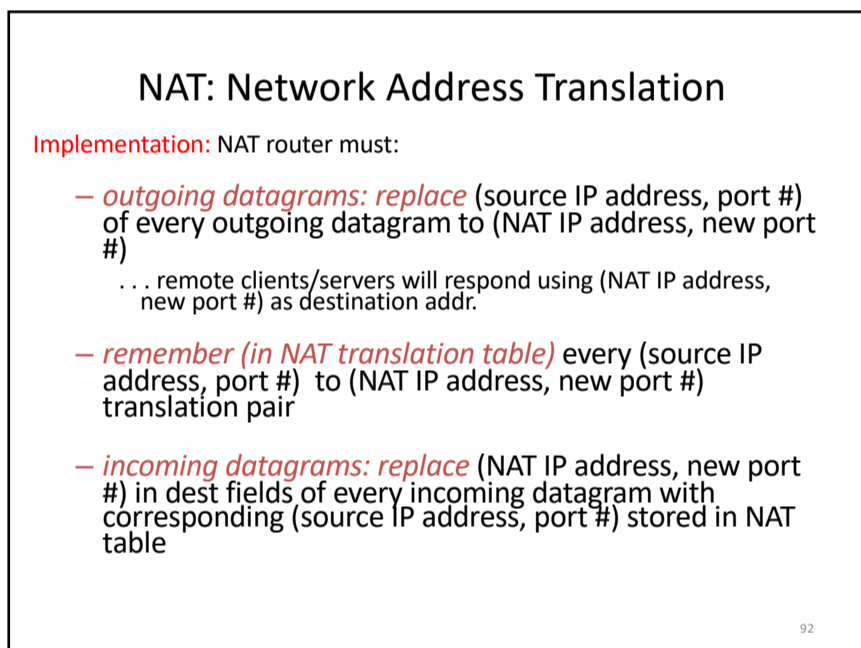 NAT: Network Address Translation
Implementation: NAT router must:
– outgoing datagrams: replace (source IP address, port #)
of every outgoing datagram to (NAT IP address, new port
#)
. . . remote clients/servers will respond using (NAT IP address,
new port #) as destination addr.
– remember (in NAT translation table) every (source IP
address, port #)  to (NAT IP address, new port #)
translation pair
– incoming datagrams: replace (NAT IP address, new port
#) in dest fields of every incoming datagram with
corresponding (source IP address, port #) stored in NAT
table
92